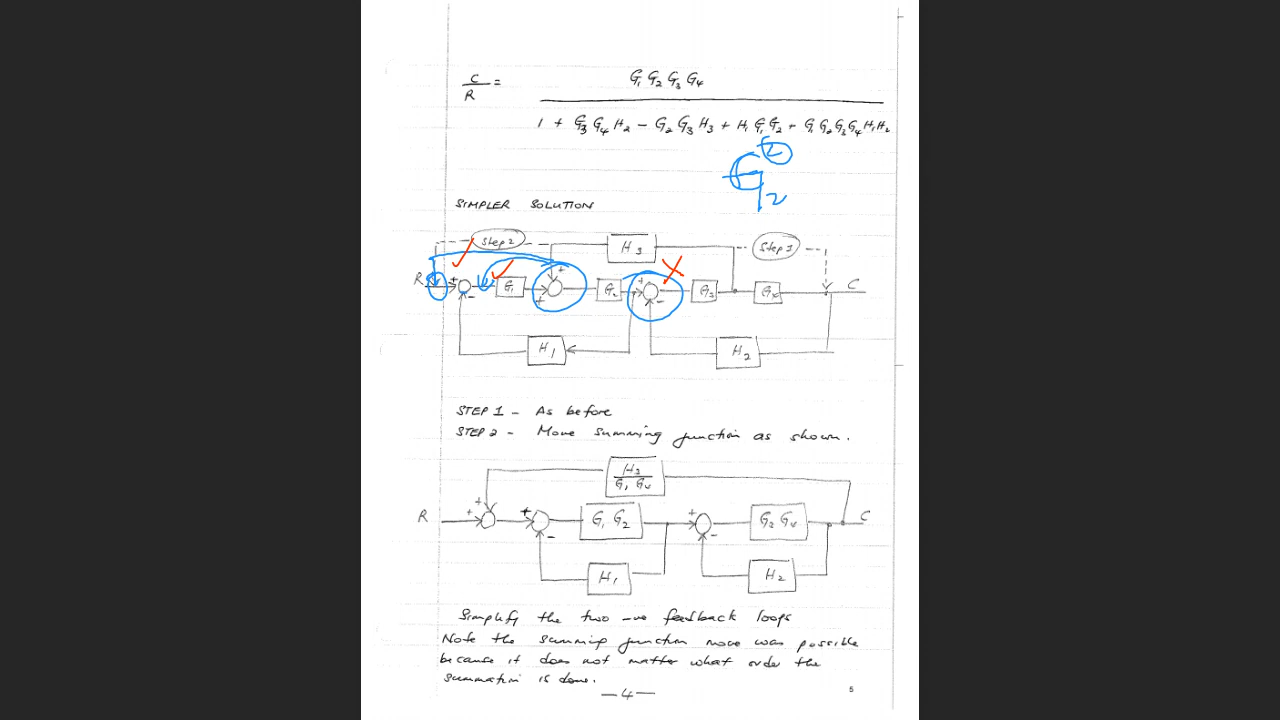 C/R = G1 G2 G3 G4
1 + G3 G4 H2 - G2 G3 H3 + H1 G1 G2 + G1 G2 G3 G4 H1 H2
G2
SIMPLER SOLUTION
Step 2 H3 Step 1
R + - G1 + + G2 + - G3 G4 C
H1 H2
STEP 1 - As before
STEP 2 - Move summing junction as shown.
H3 / G1 G4
R + + + - G1 G2 + - G3 G4 C
H1 H2
Simplify the two -ve feedback loops
Note the summing junction move was possible
because it does not matter what order the
summation is done.
-4-
5